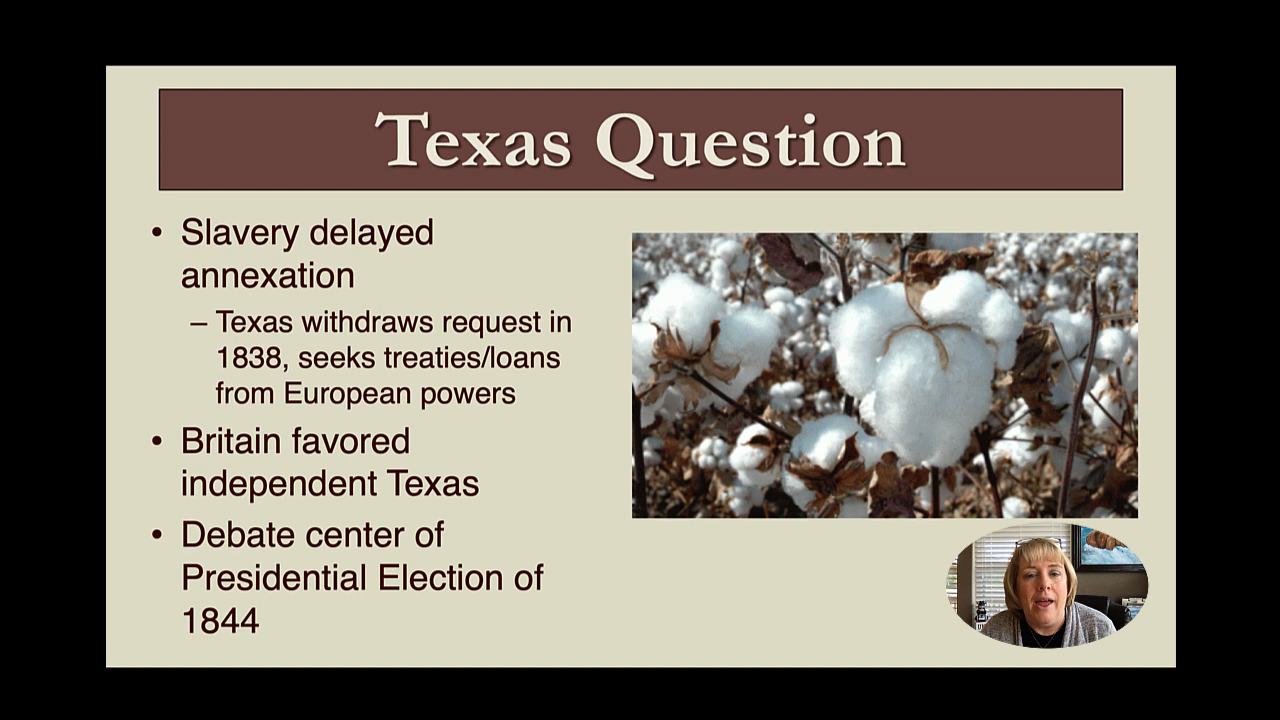 Texas Question
• Slavery delayed
annexation
– Texas withdraws request in
1838, seeks treaties/loans
from European powers
• Britain favored
independent Texas
• Debate center of
Presidential Election of
1844